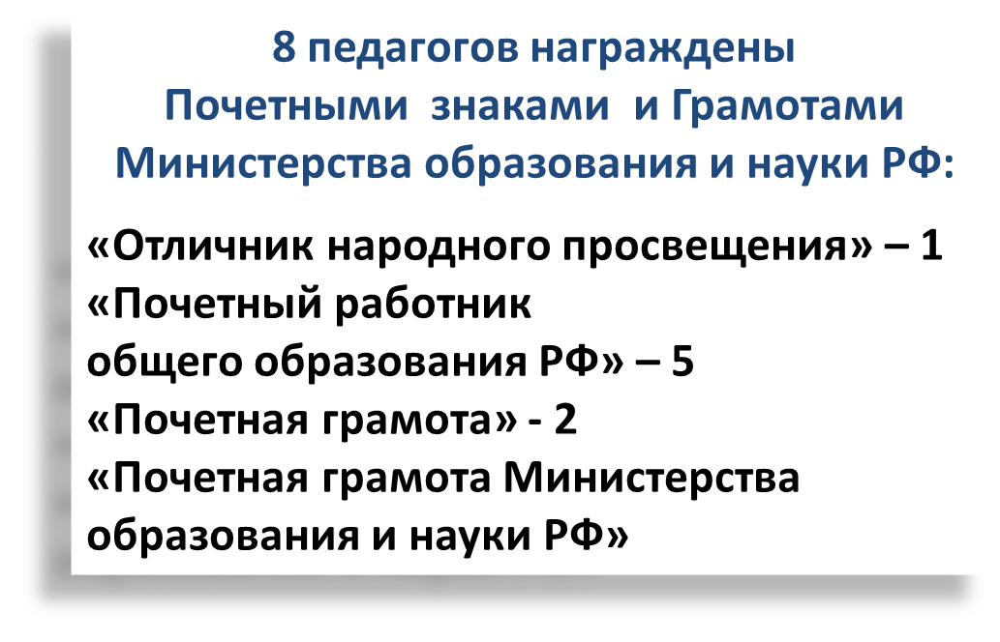 8 педагогов награждены
Почетными знаками и Грамотами
Министерства образования и науки РФ:
«Отличник народного просвещения» – 1
«Почетный работник
общего образования РФ» – 5
«Почетная грамота» - 2
«Почетная грамота Министерства
образования и науки РФ»